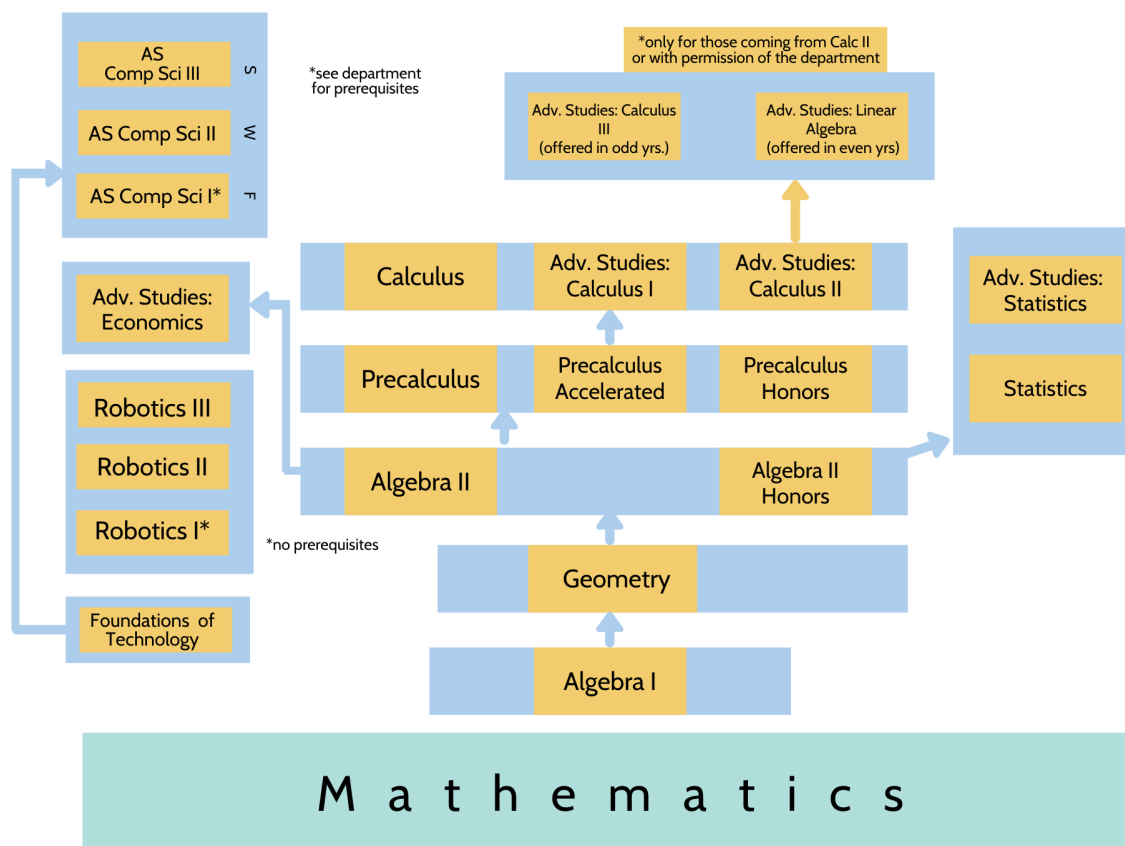 AS
Comp Sci III
S
AS Comp Sci II
W
AS Comp Sci I*
F
*see department
for prerequisites
*only for those coming from Calc II
or with permission of the department
Adv. Studies: Calculus
III
(offered in odd yrs.)
Adv. Studies: Linear
Algebra
(offered in even yrs)
Adv. Studies:
Economics
Calculus
Adv. Studies:
Calculus I
Adv. Studies:
Calculus II
Adv. Studies:
Statistics
Statistics
Precalculus
Precalculus
Accelerated
Precalculus
Honors
Robotics III
Robotics II
Robotics I*
*no prerequisites
Algebra II
Algebra II
Honors
Geometry
Foundations of
Technology
Algebra I
Mathematics